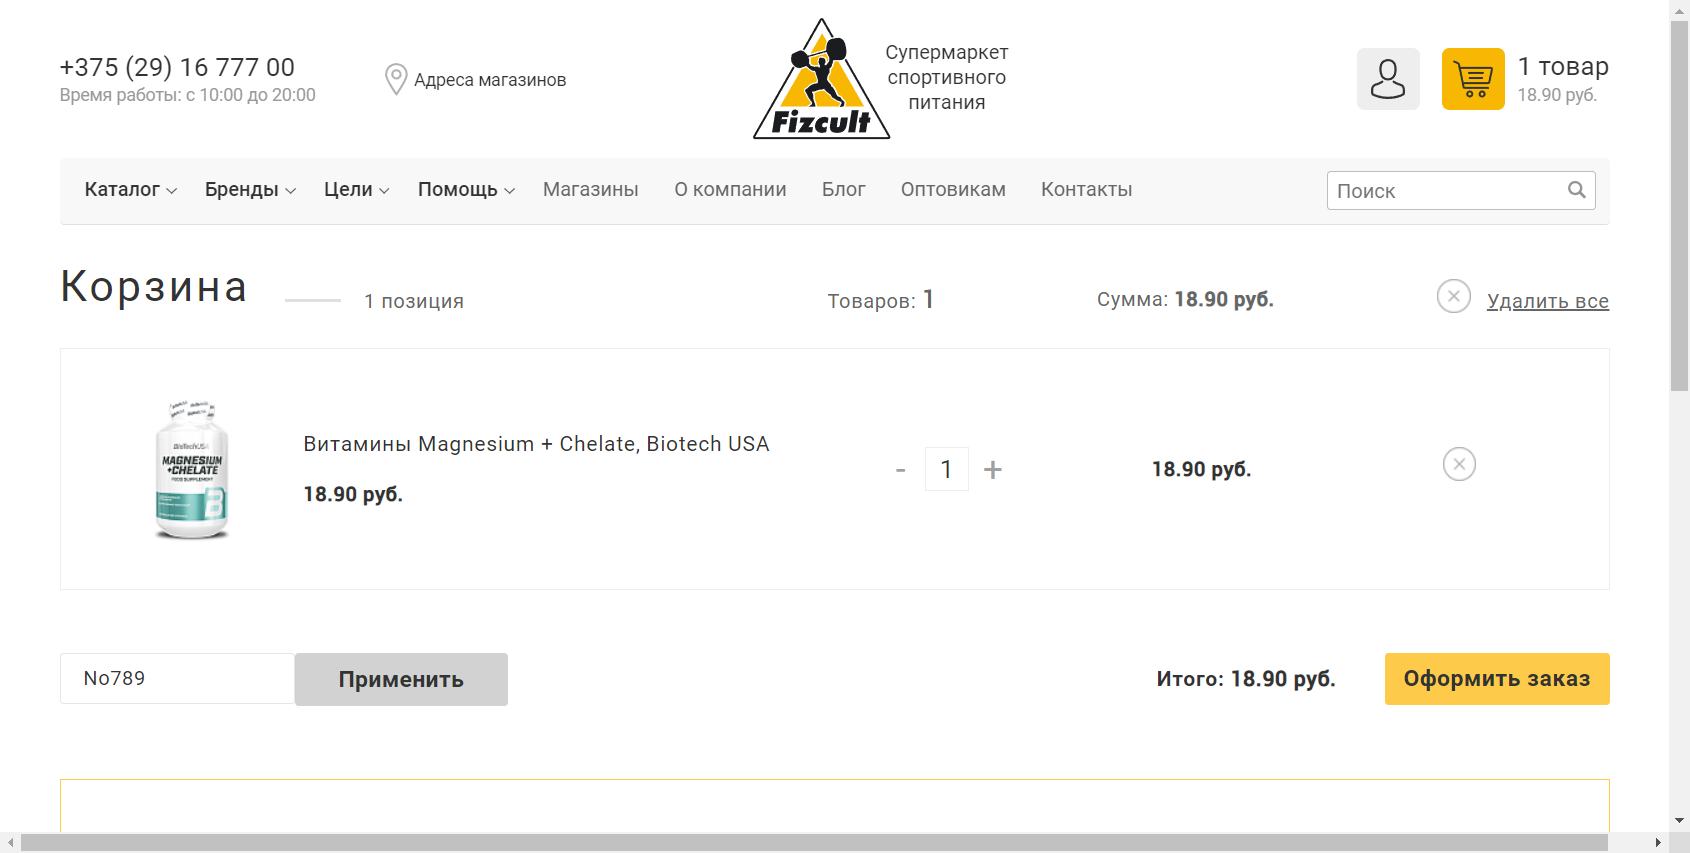 +375 (29) 16 777 00
Время работы: с 10:00 до 20:00
Адреса магазинов
Fizcult
Супермаркет
спортивного
питания
1 товар
18.90 руб.
Каталог Бренды Цели Помощь Магазины О компании Блог Оптовикам Контакты
Поиск
Корзина
1 позиция
Товаров: 1
Сумма: 18.90 руб.
Удалить все
BioTechUSA
MAGNESIUM
+CHELATE
FOOD SUPPLEMENT
B
Витамины Magnesium + Chelate, Biotech USA
18.90 руб.
- 1 +
18.90 руб.
No789
Применить
Итого: 18.90 руб.
Оформить заказ